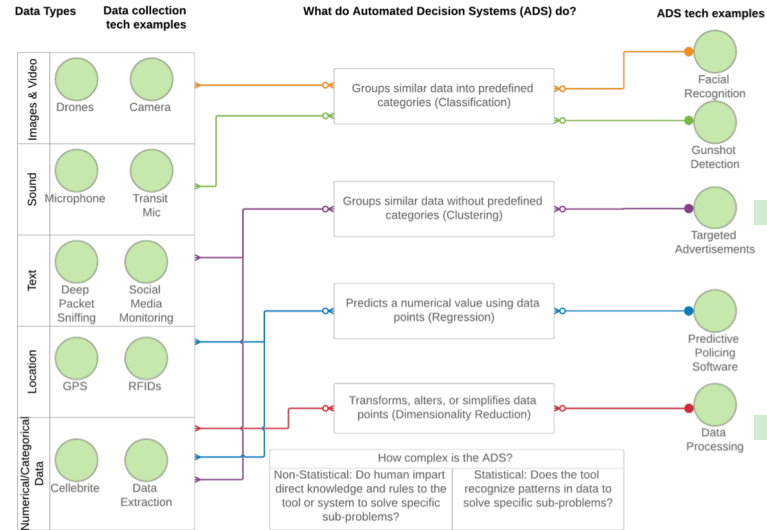 Data Types
Data collection
tech examples
What do Automated Decision Systems (ADS) do?
ADS tech examples
Images & Video
Drones
Camera
Sound
Microphone
Transit
Mic
Text
Deep
Packet
Sniffing
Social
Media
Monitoring
Location
GPS
RFIDs
Numerical/Categorical
Data
Cellebrite
Data
Extraction
Groups similar data into predefined
categories (Classification)
Groups similar data without predefined
categories (Clustering)
Predicts a numerical value using data
points (Regression)
Transforms, alters, or simplifies data
points (Dimensionality Reduction)
How complex is the ADS?
Non-Statistical: Do human impart
direct knowledge and rules to the
tool or system to solve specific
sub-problems?
Statistical: Does the tool
recognize patterns in data to
solve specific sub-problems?
Facial
Recognition
Gunshot
Detection
Targeted
Advertisements
Predictive
Policing
Software
Data
Processing